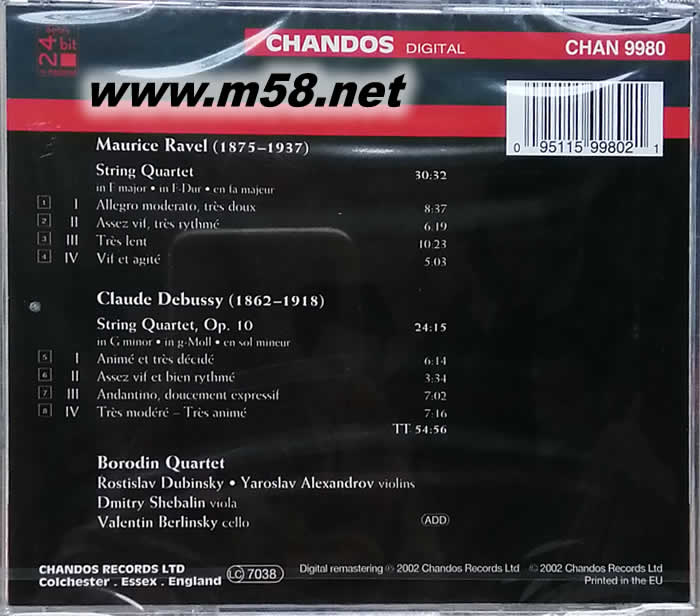 24 bit
CHANDOS DIGITAL
CHAN 9980
www.m58.net
0 95115 99802 1
Maurice Ravel (1875–1937)
String Quartet 30:32
in F major • in F-Dur • en fa majeur
1 I Allegro moderato, très doux 8:37
2 II Assez vif, très rythmé 6:19
3 III Très lent 10:23
4 IV Vif et agité 5:03
Claude Debussy (1862–1918)
String Quartet, Op. 10 24:15
in G minor • in g-Moll • en sol mineur
5 I Animé et très décidé 6:14
6 II Assez vif et bien rythmé 3:34
7 III Andantino, doucement expressif 7:02
8 IV Très modéré – Très animé 7:16
TT 54:56
Borodin Quartet
Rostislav Dubinsky • Yaroslav Alexandrov violins
Dmitry Shebalin viola
Valentin Berlinsky cello
ADD
CHANDOS RECORDS LTD
Colchester . Essex . England
LC 7038
Digital remastering ℗ 2002 Chandos Records Ltd © 2002 Chandos Records Ltd
Printed in the EU